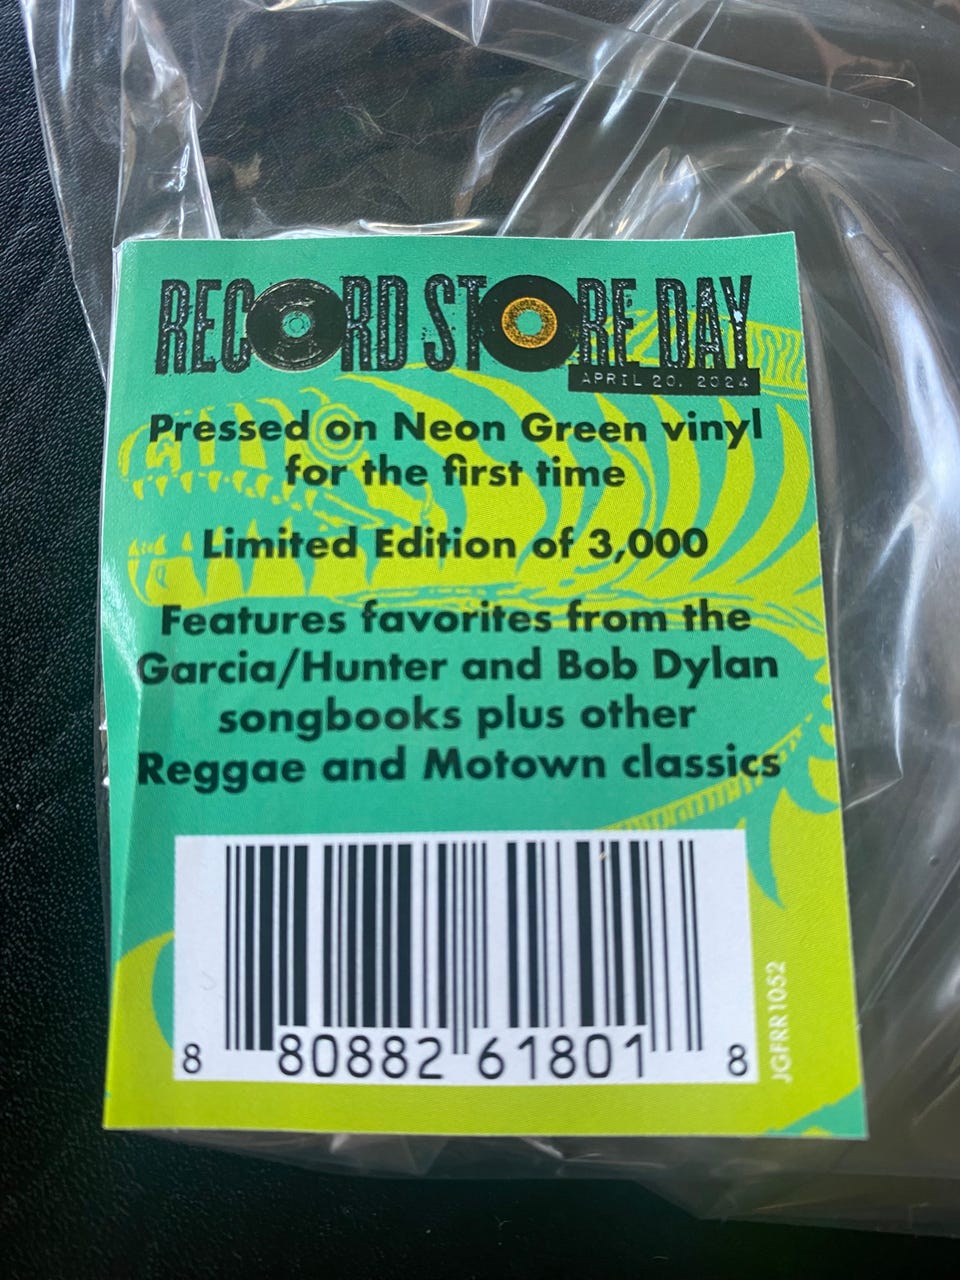 RECORD STORE DAY
APRIL 20, 2024
Pressed on Neon Green vinyl
for the first time
Limited Edition of 3,000
Features favorites from the
Garcia/Hunter and Bob Dylan
songbooks plus other
Reggae and Motown classics
8 80882 61801 8
JGFRR1052